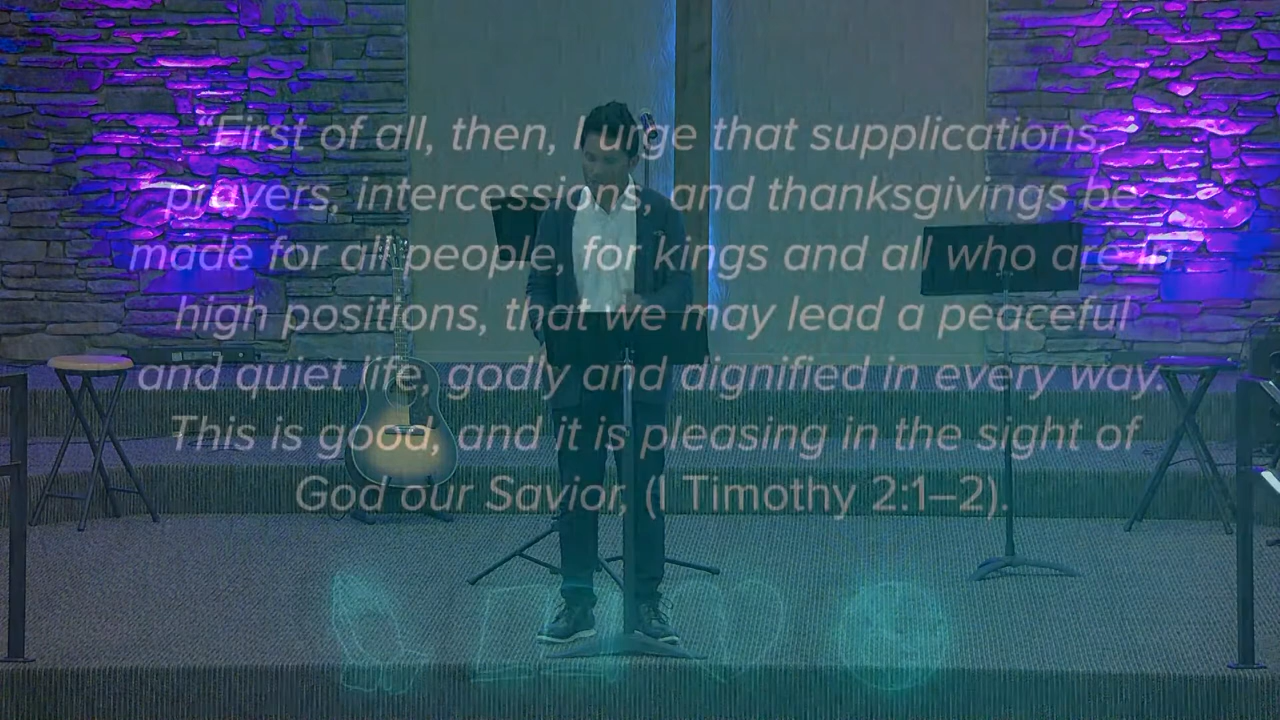 “First of all, then, I urge that supplications,
prayers, intercessions, and thanksgivings be
made for all people, for kings and all who are in
high positions, that we may lead a peaceful
and quiet life, godly and dignified in every way.
This is good, and it is pleasing in the sight of
God our Savior, (I Timothy 2:1–2).